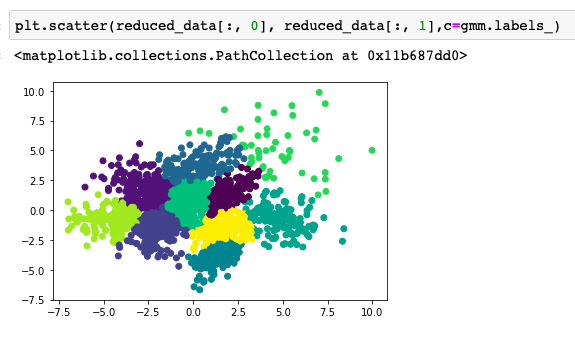 plt.scatter(reduced_data[:, 0], reduced_data[:, 1],c=gmm.labels_)
<matplotlib.collections.PathCollection at 0x11b687dd0>
10.0
7.5
5.0
2.5
0.0
−2.5
−5.0
−7.5
−7.5 −5.0 −2.5 0.0 2.5 5.0 7.5 10.0